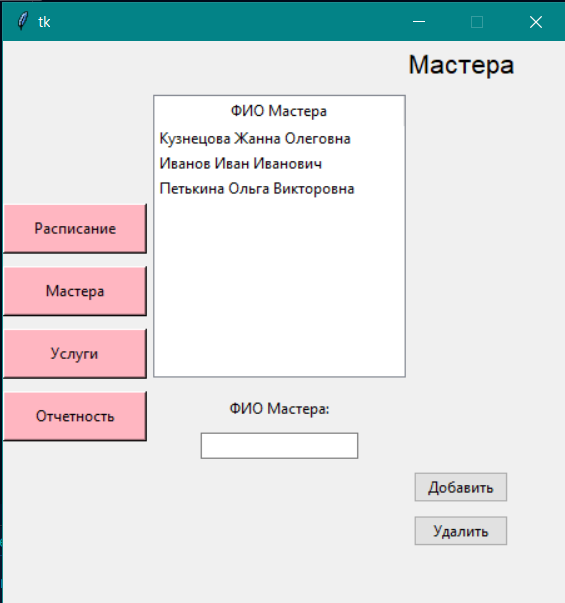 tk
Мастера
ФИО Мастера
Кузнецова Жанна Олеговна
Иванов Иван Иванович
Петькина Ольга Викторовна
Расписание
Мастера
Услуги
Отчетность
ФИО Мастера:
Добавить
Удалить